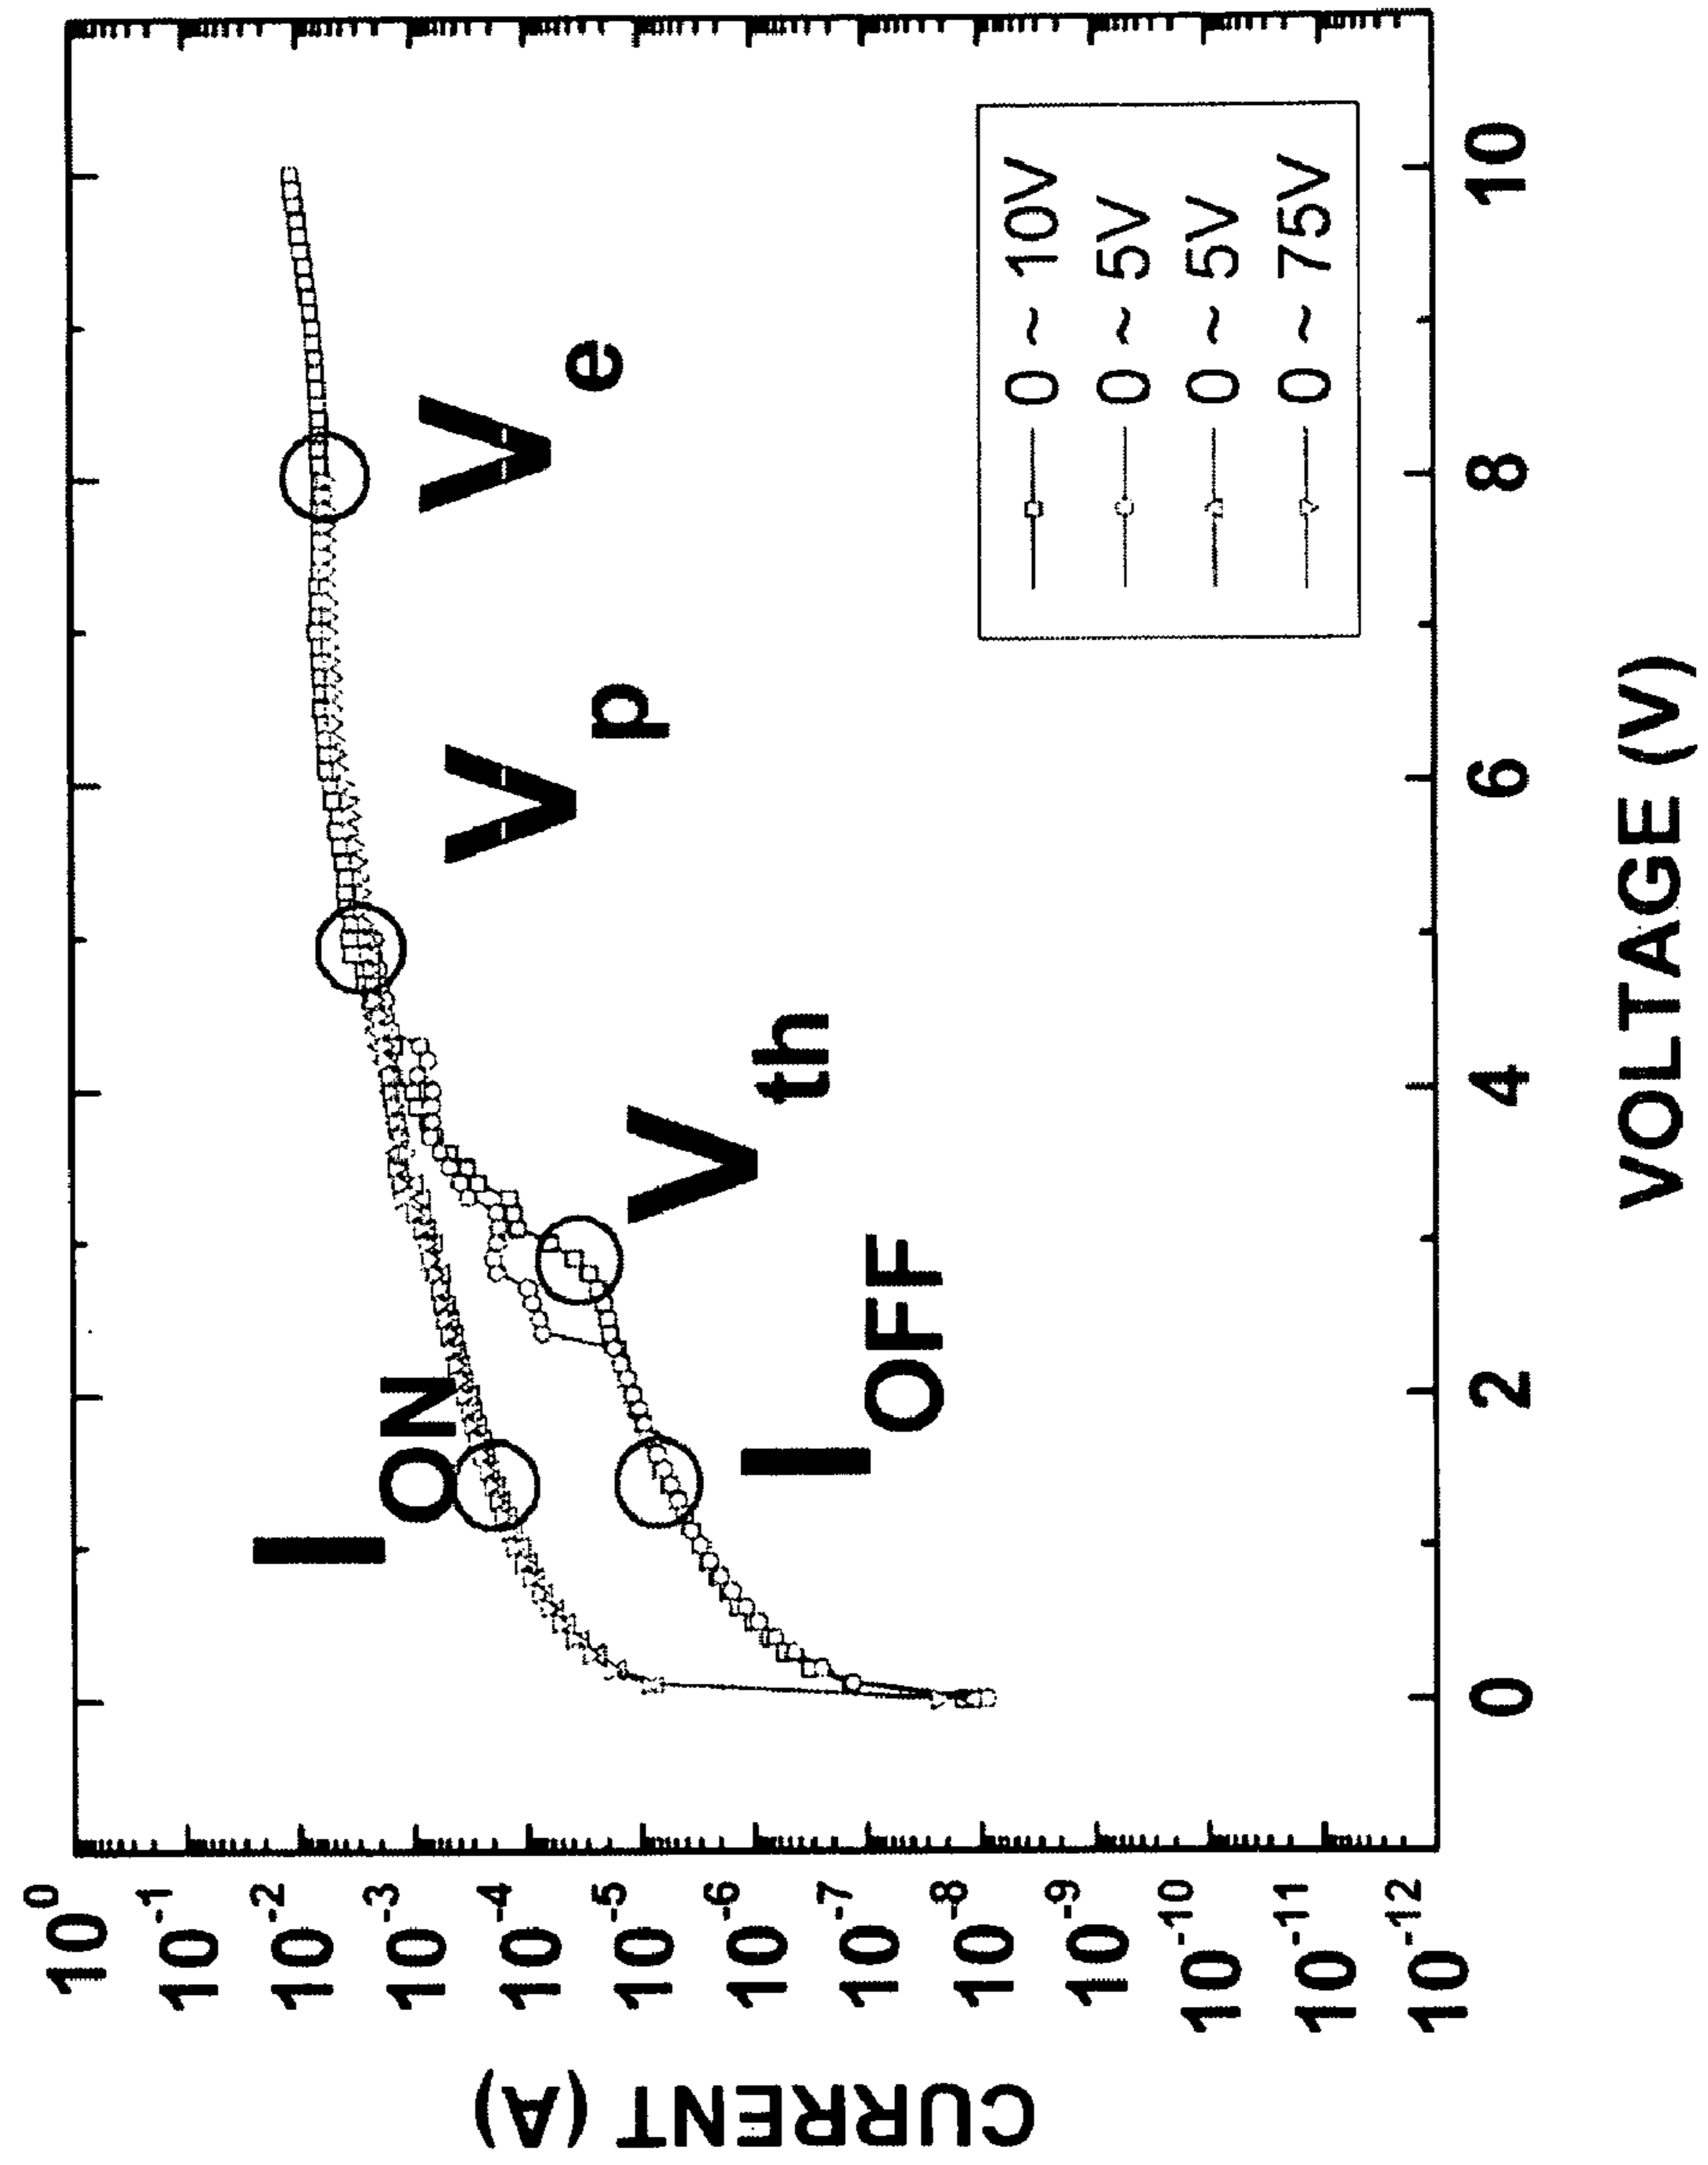 CURRENT (A)
10^0
10^-1
10^-2
10^-3
10^-4
10^-5
10^-6
10^-7
10^-8
10^-9
10^-10
10^-11
10^-12
I_ON
I_OFF
V_th
V_p
V_e
0 ~ 10V
0 ~ 5V
0 ~ 5V
0 ~ 75V
0 2 4 6 8 10
VOLTAGE (V)